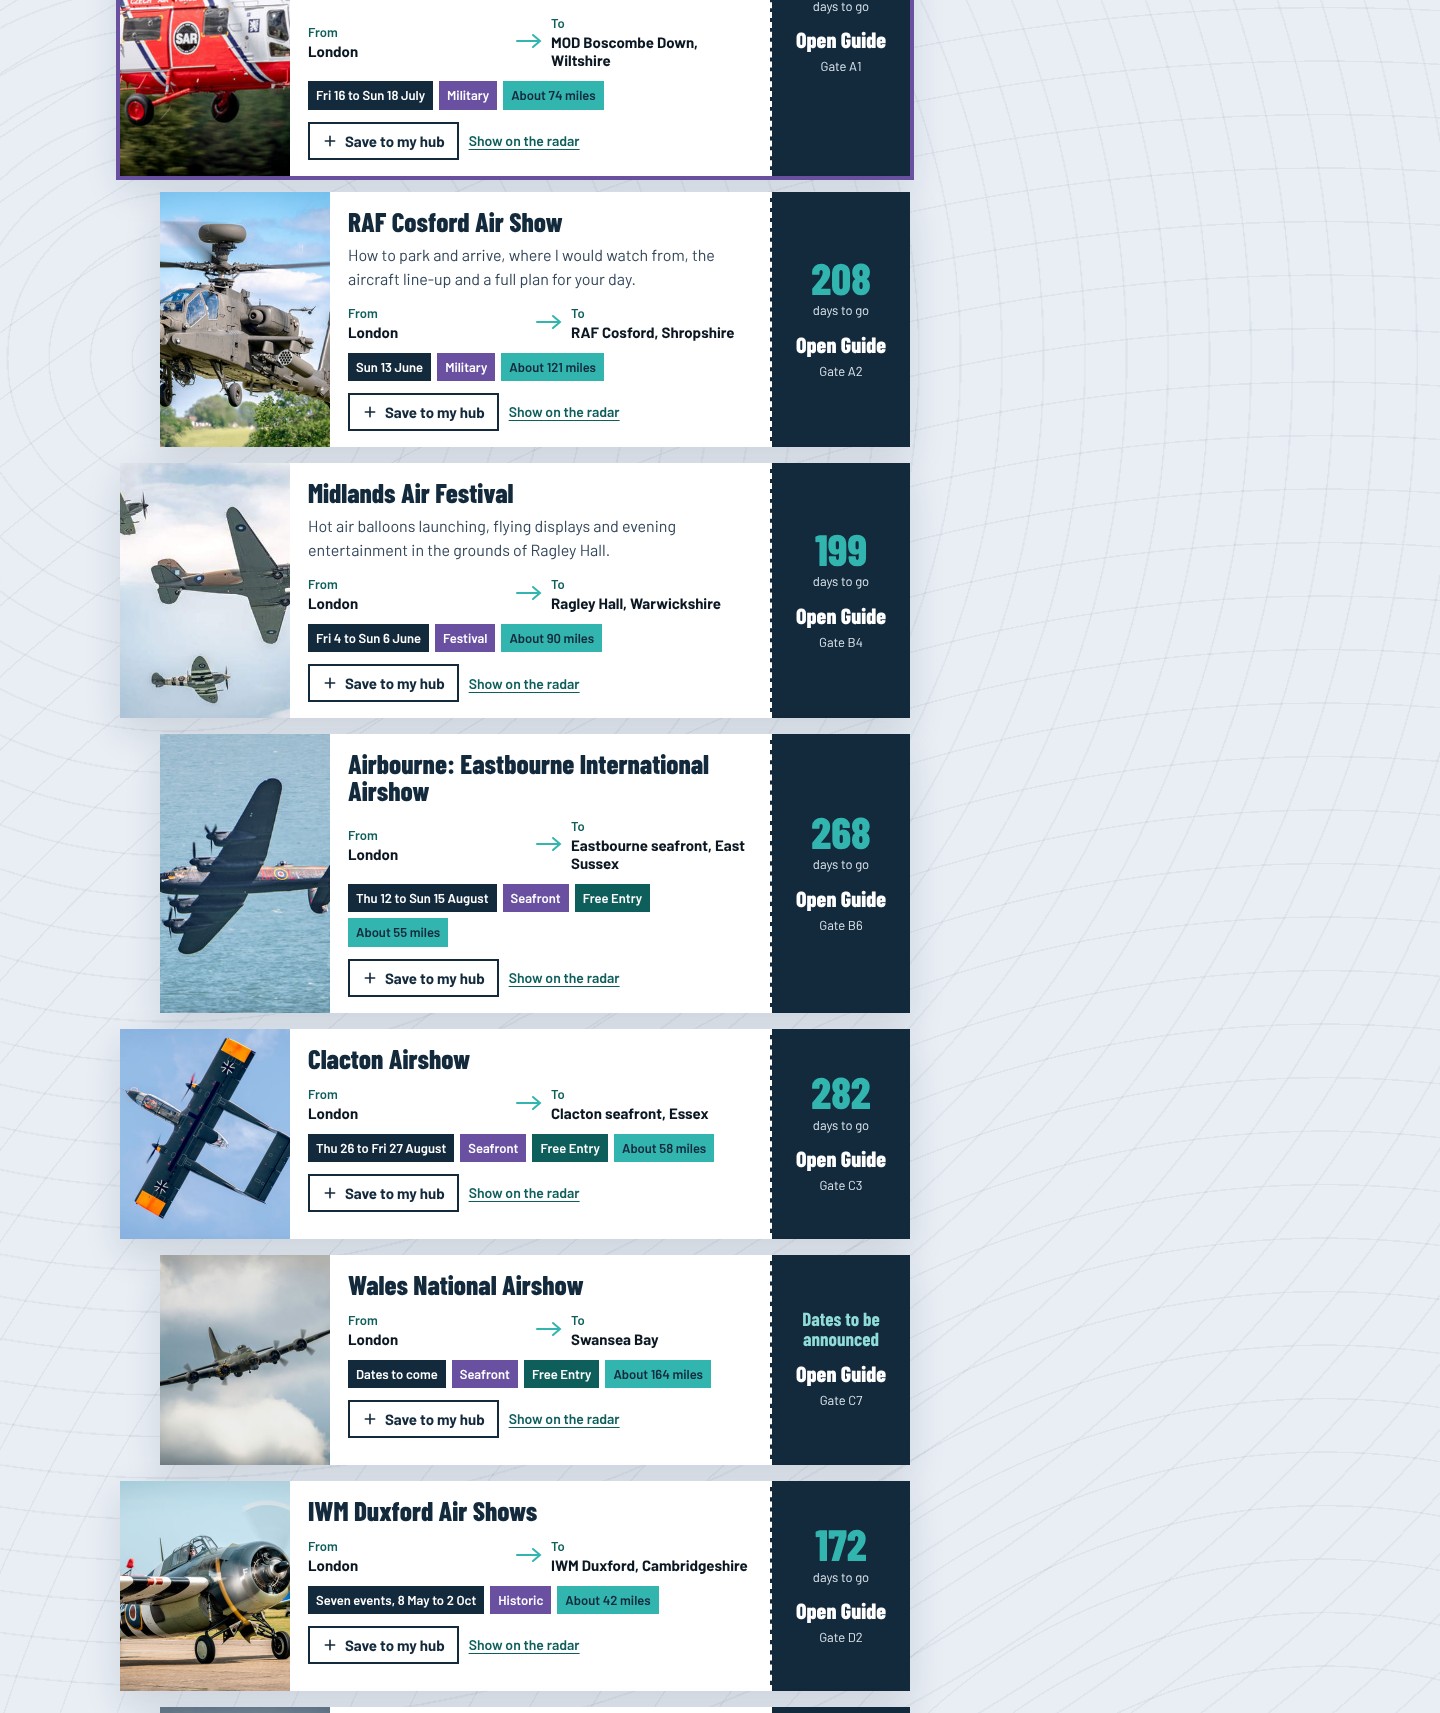 days to go
From
London
To
MOD Boscombe Down,
Wiltshire
Open Guide
Gate A1
SAR
Fri 16 to Sun 18 July
Military
About 74 miles
+ Save to my hub
Show on the radar
RAF Cosford Air Show
How to park and arrive, where I would watch from, the
aircraft line-up and a full plan for your day.
From
London
To
RAF Cosford, Shropshire
Sun 13 June
Military
About 121 miles
+ Save to my hub
Show on the radar
208
days to go
Open Guide
Gate A2
Midlands Air Festival
Hot air balloons launching, flying displays and evening
entertainment in the grounds of Ragley Hall.
From
London
To
Ragley Hall, Warwickshire
Fri 4 to Sun 6 June
Festival
About 90 miles
+ Save to my hub
Show on the radar
199
days to go
Open Guide
Gate B4
Airbourne: Eastbourne International
Airshow
From
London
To
Eastbourne seafront, East
Sussex
Thu 12 to Sun 15 August
Seafront
Free Entry
About 55 miles
+ Save to my hub
Show on the radar
268
days to go
Open Guide
Gate B6
Clacton Airshow
From
London
To
Clacton seafront, Essex
Thu 26 to Fri 27 August
Seafront
Free Entry
About 58 miles
+ Save to my hub
Show on the radar
282
days to go
Open Guide
Gate C3
Wales National Airshow
From
London
To
Swansea Bay
Dates to come
Seafront
Free Entry
About 164 miles
+ Save to my hub
Show on the radar
Dates to be
announced
Open Guide
Gate C7
IWM Duxford Air Shows
From
London
To
IWM Duxford, Cambridgeshire
Seven events, 8 May to 2 Oct
Historic
About 42 miles
+ Save to my hub
Show on the radar
172
days to go
Open Guide
Gate D2